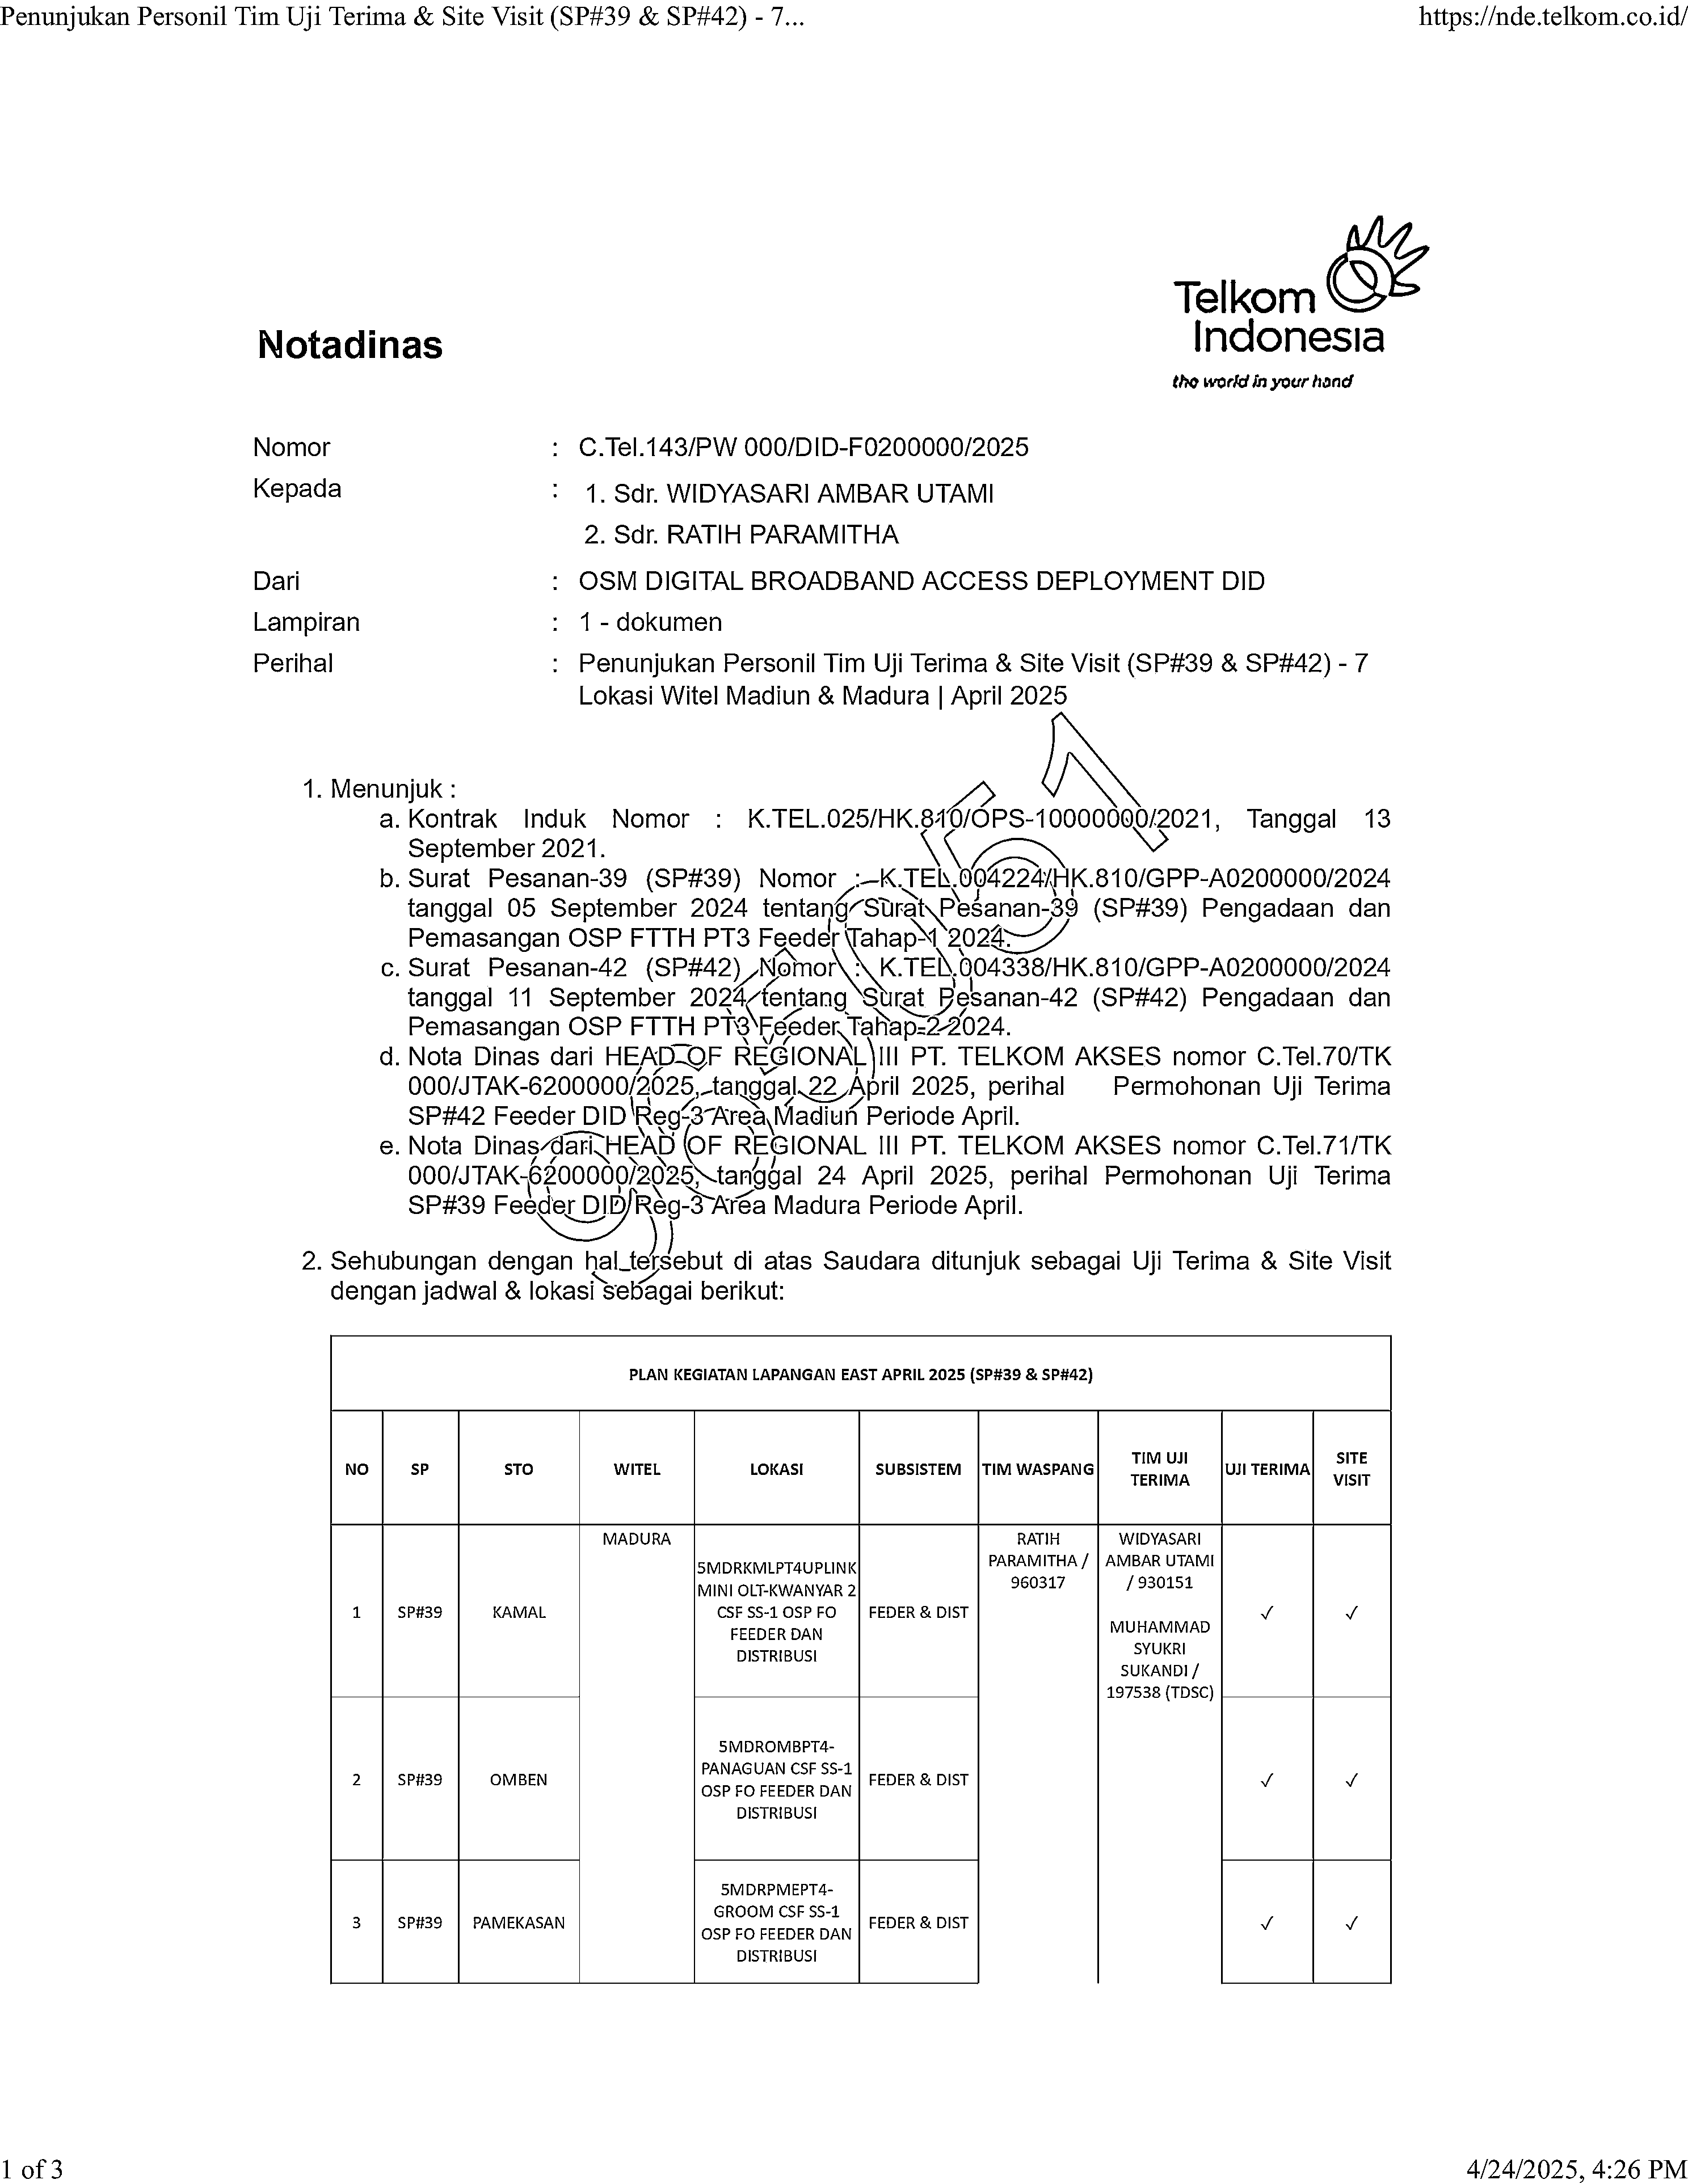 Penunjukan Personil Tim Uji Terima & Site Visit (SP#39 & SP#42) - 7...
https://nde.telkom.co.id/
Telkom
Indonesia
the world in your hand
Notadinas
Nomor : C.Tel.143/PW 000/DID-F0200000/2025
Kepada : 1. Sdr. WIDYASARI AMBAR UTAMI
2. Sdr. RATIH PARAMITHA
Dari : OSM DIGITAL BROADBAND ACCESS DEPLOYMENT DID
Lampiran : 1 - dokumen
Perihal : Penunjukan Personil Tim Uji Terima & Site Visit (SP#39 & SP#42) - 7
Lokasi Witel Madiun & Madura | April 2025
1. Menunjuk :
a. Kontrak Induk Nomor : K.TEL.025/HK.810/OPS-10000000/2021, Tanggal 13
September 2021.
b. Surat Pesanan-39 (SP#39) Nomor : K.TEL.004224/HK.810/GPP-A0200000/2024
tanggal 05 September 2024 tentang Surat Pesanan-39 (SP#39) Pengadaan dan
Pemasangan OSP FTTH PT3 Feeder Tahap-1 2024.
c. Surat Pesanan-42 (SP#42) Nomor : K.TEL.004338/HK.810/GPP-A0200000/2024
tanggal 11 September 2024 tentang Surat Pesanan-42 (SP#42) Pengadaan dan
Pemasangan OSP FTTH PT3 Feeder Tahap-2 2024.
d. Nota Dinas dari HEAD OF REGIONAL III PT. TELKOM AKSES nomor C.Tel.70/TK
000/JTAK-6200000/2025, tanggal 22 April 2025, perihal Permohonan Uji Terima
SP#42 Feeder DID Reg-3 Area Madiun Periode April.
e. Nota Dinas dari HEAD OF REGIONAL III PT. TELKOM AKSES nomor C.Tel.71/TK
000/JTAK-6200000/2025, tanggal 24 April 2025, perihal Permohonan Uji Terima
SP#39 Feeder DID Reg-3 Area Madura Periode April.
2. Sehubungan dengan hal tersebut di atas Saudara ditunjuk sebagai Uji Terima & Site Visit
dengan jadwal & lokasi sebagai berikut:
PLAN KEGIATAN LAPANGAN EAST APRIL 2025 (SP#39 & SP#42)
NO
SP
STO
WITEL
LOKASI
SUBSISTEM
TIM WASPANG
TIM UJI
TERIMA
UJI TERIMA
SITE
VISIT
1
SP#39
KAMAL
MADURA
5MDRKMLPT4UPLINK
MINI OLT-KWANYAR 2
CSF SS-1 OSP FO
FEEDER DAN
DISTRIBUSI
FEDER & DIST
RATIH
PARAMITHA /
960317
WIDYASARI
AMBAR UTAMI
/ 930151
MUHAMMAD
SYUKRI
SUKANDI /
197538 (TDSC)
✓
✓
2
SP#39
OMBEN
5MDROMBPT4-
PANAGUAN CSF SS-1
OSP FO FEEDER DAN
DISTRIBUSI
FEDER & DIST
✓
✓
3
SP#39
PAMEKASAN
5MDRPMEPT4-
GROOM CSF SS-1
OSP FO FEEDER DAN
DISTRIBUSI
FEDER & DIST
✓
✓
1 of 3
4/24/2025, 4:26 PM